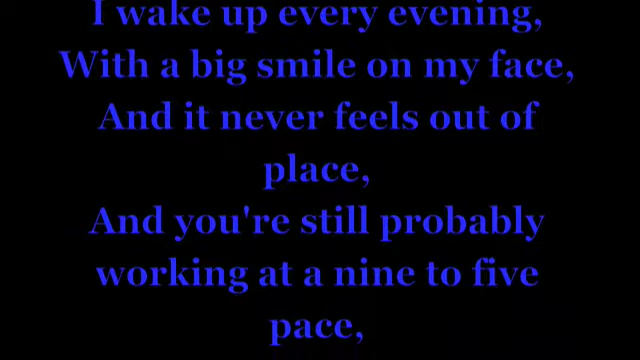 I wake up every evening,
With a big smile on my face,
And it never feels out of
place,
And you're still probably
working at a nine to five
pace,